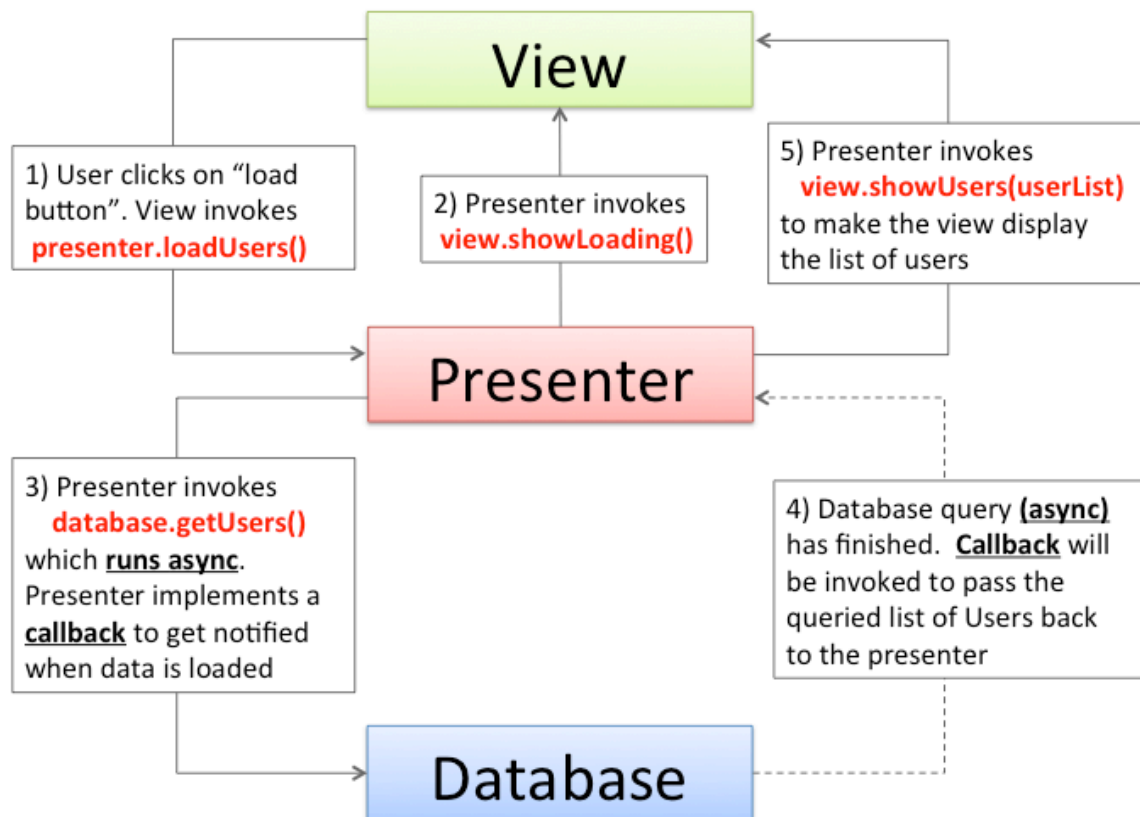 View
1) User clicks on “load
button”. View invokes
presenter.loadUsers()
2) Presenter invokes
view.showLoading()
5) Presenter invokes
view.showUsers(userList)
to make the view display
the list of users
Presenter
3) Presenter invokes
database.getUsers()
which runs async.
Presenter implements a
callback to get notified
when data is loaded
4) Database query (async)
has finished. Callback will
be invoked to pass the
queried list of Users back
to the presenter
Database